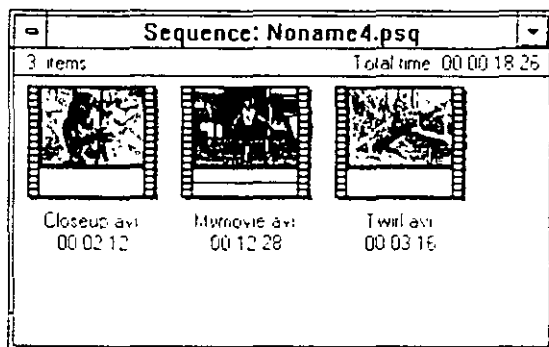 Sequence: Noname4.psq
3 items Total time 00:00:18:26
Closeup.avi Mymovie.avi Twirl.avi
00:02:12 00:12:28 00:03:16